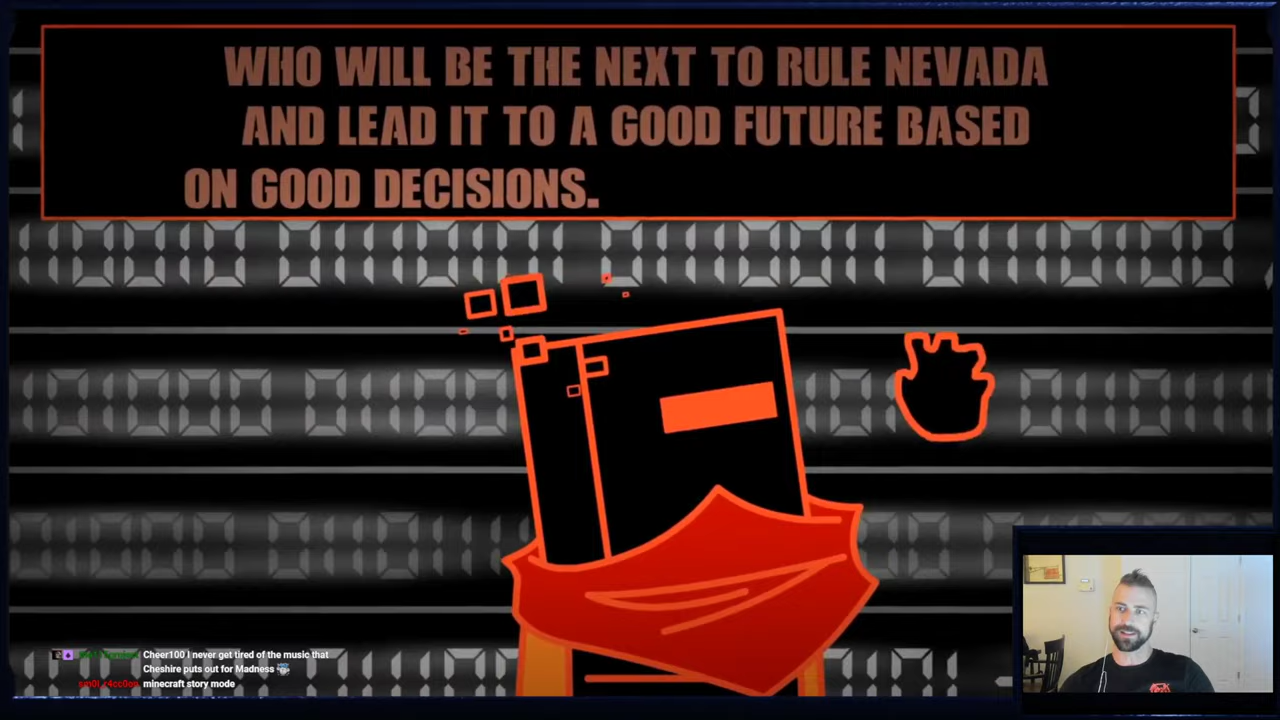 WHO WILL BE THE NEXT TO RULE NEVADA
AND LEAD IT TO A GOOD FUTURE BASED
ON GOOD DECISIONS.
Cheer100 I never get tired of the music that
Cheshire puts out for Madness
minecraft story mode